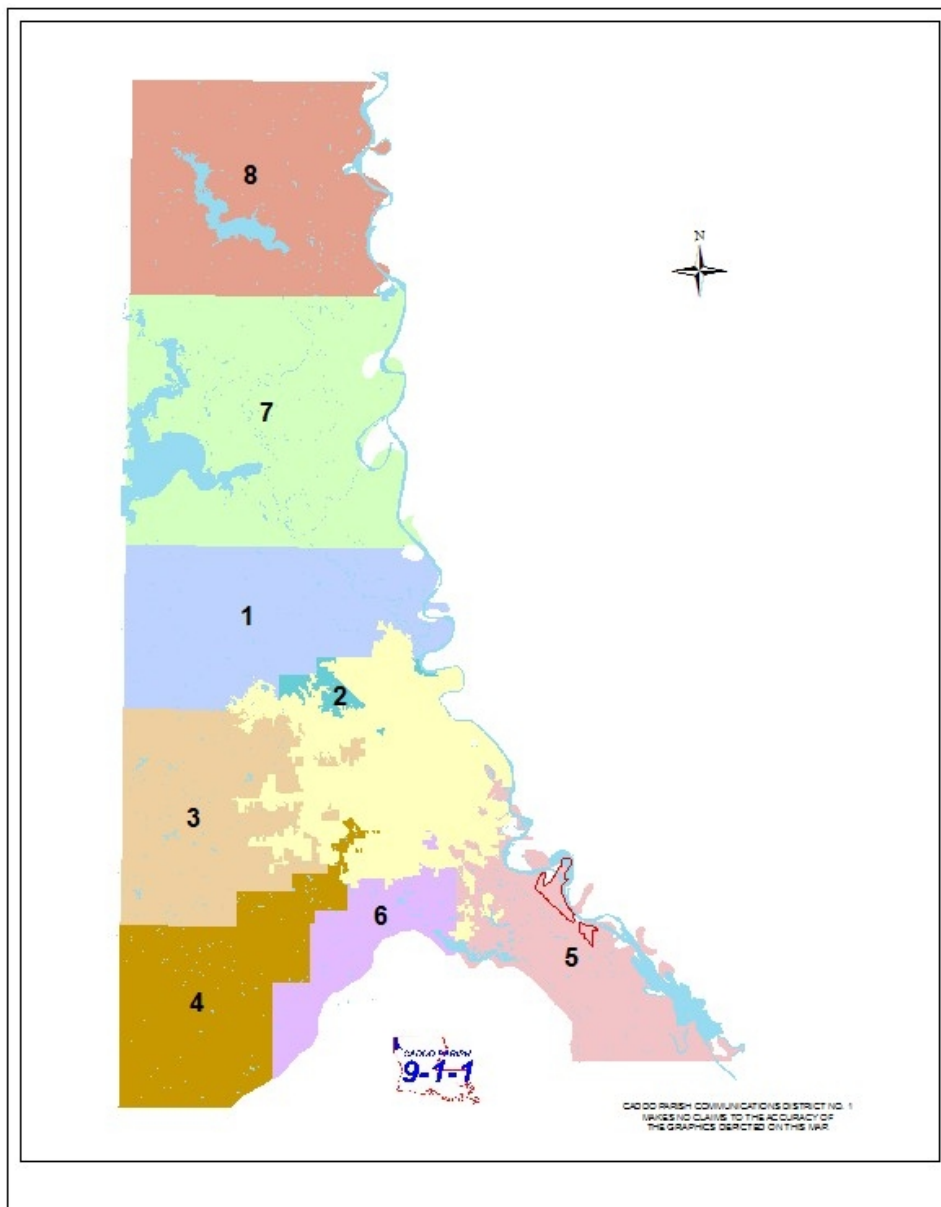 8
N
7
1
2
3
6
5
4
CADDO PARISH
9-1-1
CADDO PARISH COMMUNICATIONS DISTRICT NO. 1
MAKES NO CLAIMS TO THE ACCURACY OF
THE GRAPHICS DEPICTED ON THIS MAP.